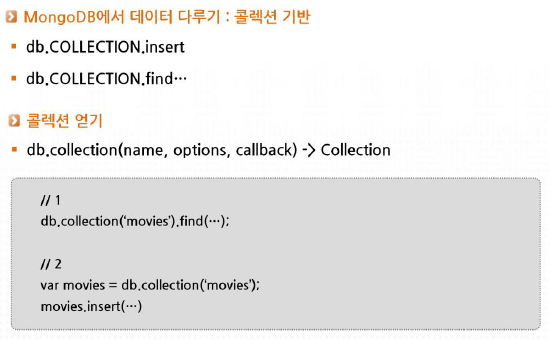 MongoDB에서 데이터 다루기 : 콜렉션 기반
db.COLLECTION.insert
db.COLLECTION.find…
콜렉션 얻기
db.collection(name, options, callback) -> Collection
// 1
db.collection(‘movies’).find(…);
// 2
var movies = db.collection(‘movies’);
movies.insert(…)